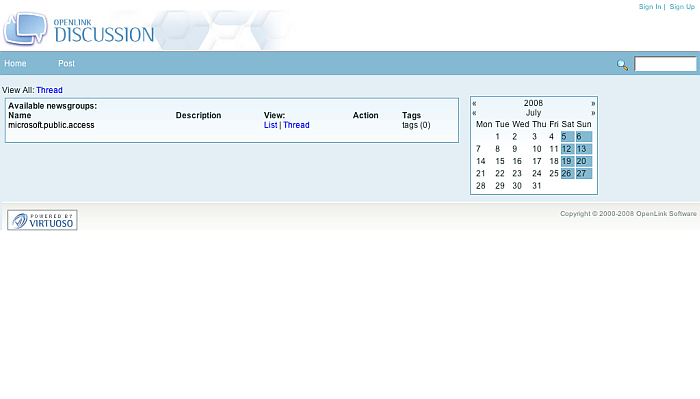 Sign In | Sign Up
OPENLINK
DISCUSSION
Home Post
View All: Thread
Available newsgroups:
Name Description View: Action Tags
microsoft.public.access List | Thread tags (0)
« 2008 »
« July »
Mon Tue Wed Thu Fri Sat Sun
1 2 3 4 5 6
7 8 9 10 11 12 13
14 15 16 17 18 19 20
21 22 23 24 25 26 27
28 29 30 31
POWERED BY
VIRTUOSO
Copyright © 2000-2008 OpenLink Software